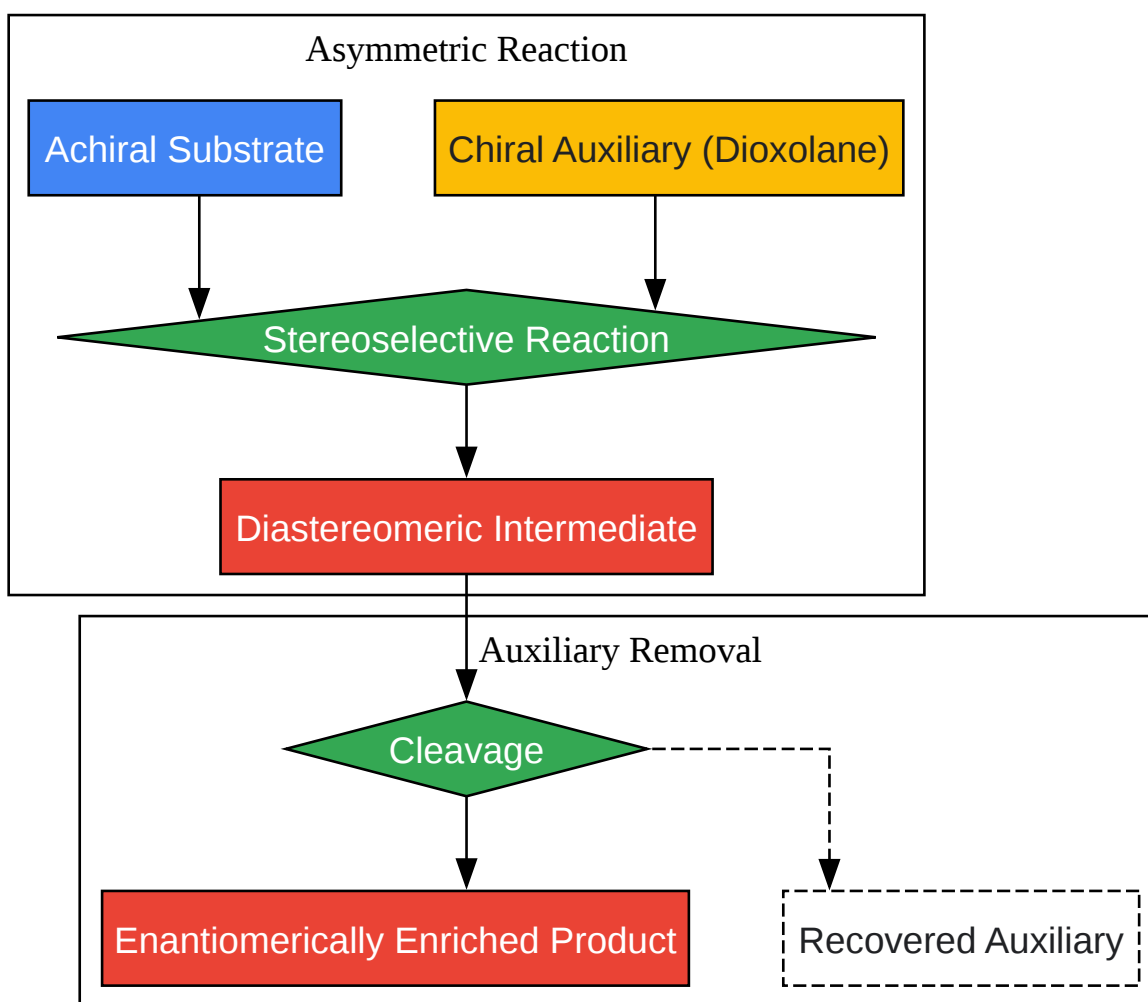 Asymmetric Reaction
Achiral Substrate
Chiral Auxiliary (Dioxolane)
Stereoselective Reaction
Diastereomeric Intermediate
Auxiliary Removal
Cleavage
Enantiomerically Enriched Product
Recovered Auxiliary